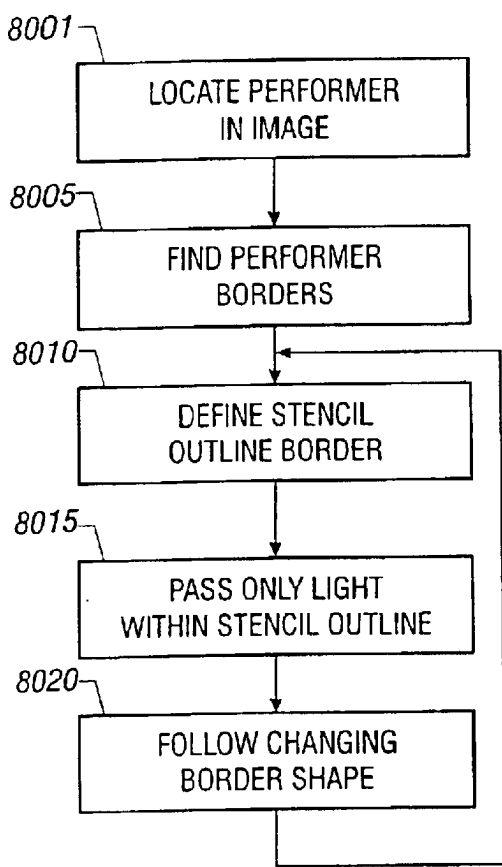 8001
LOCATE PERFORMER
IN IMAGE
8005
FIND PERFORMER
BORDERS
8010
DEFINE STENCIL
OUTLINE BORDER
8015
PASS ONLY LIGHT
WITHIN STENCIL OUTLINE
8020
FOLLOW CHANGING
BORDER SHAPE